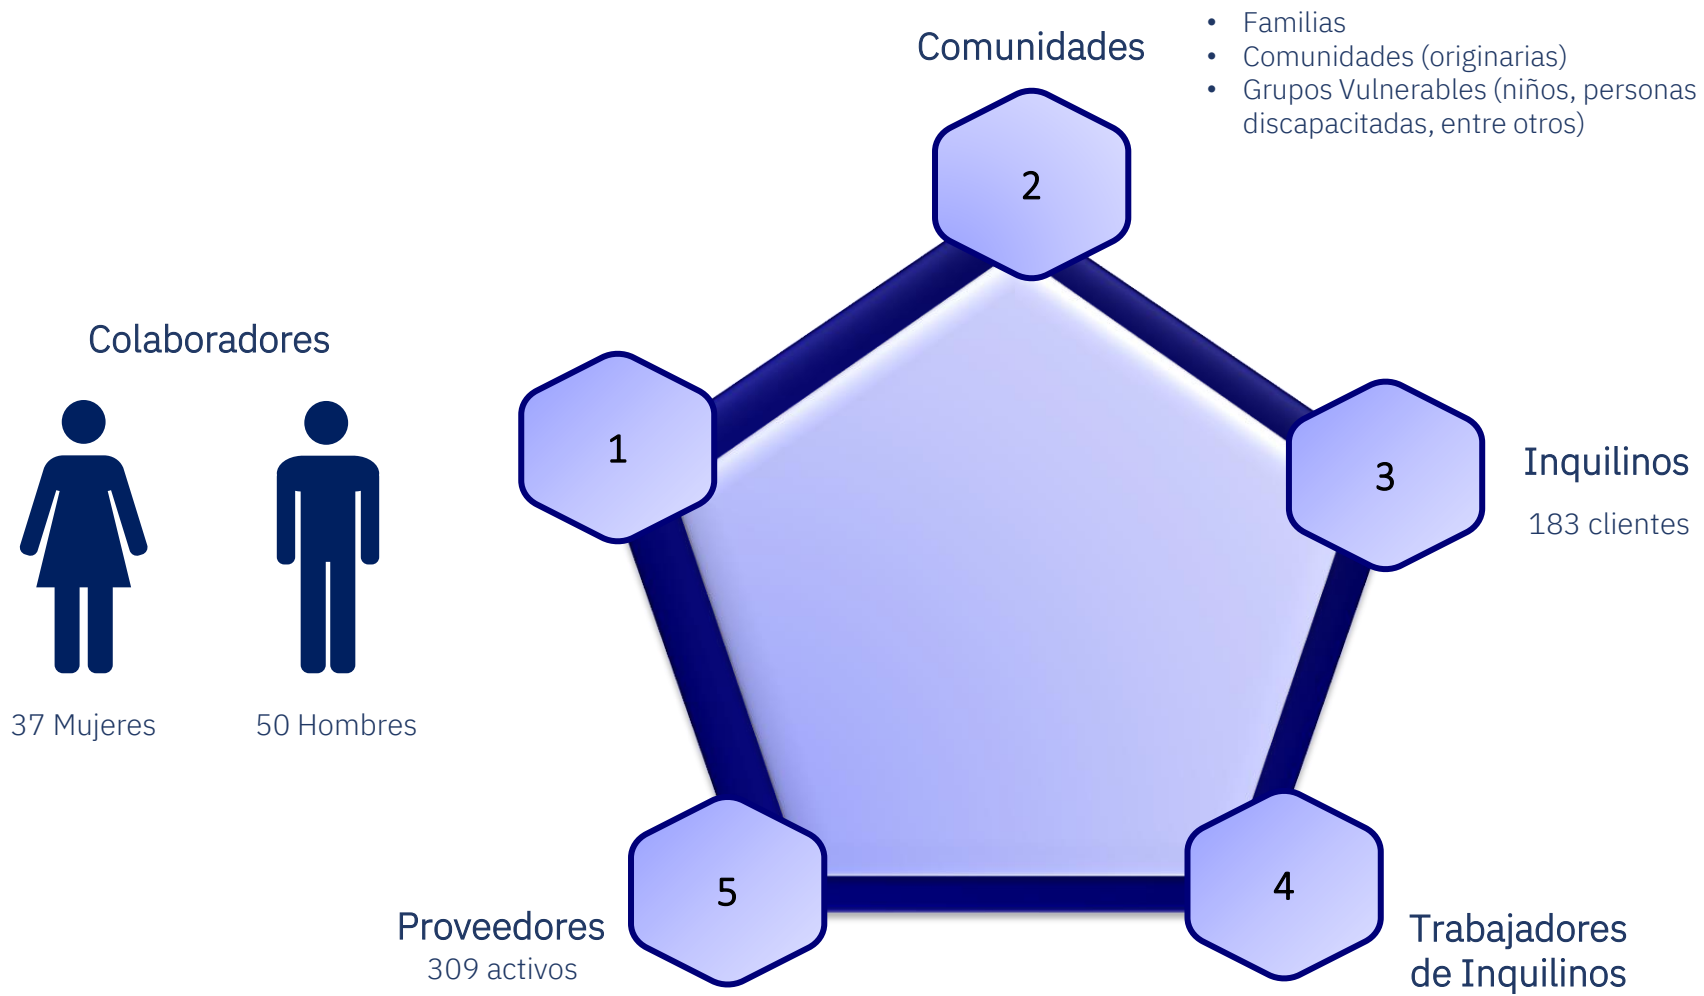 Comunidades
• Familias
• Comunidades (originarias)
• Grupos Vulnerables (niños, personas
discapacitadas, entre otros)
2
Colaboradores
1
3
Inquilinos
183 clientes
37 Mujeres
50 Hombres
5
4
Proveedores
309 activos
Trabajadores
de Inquilinos